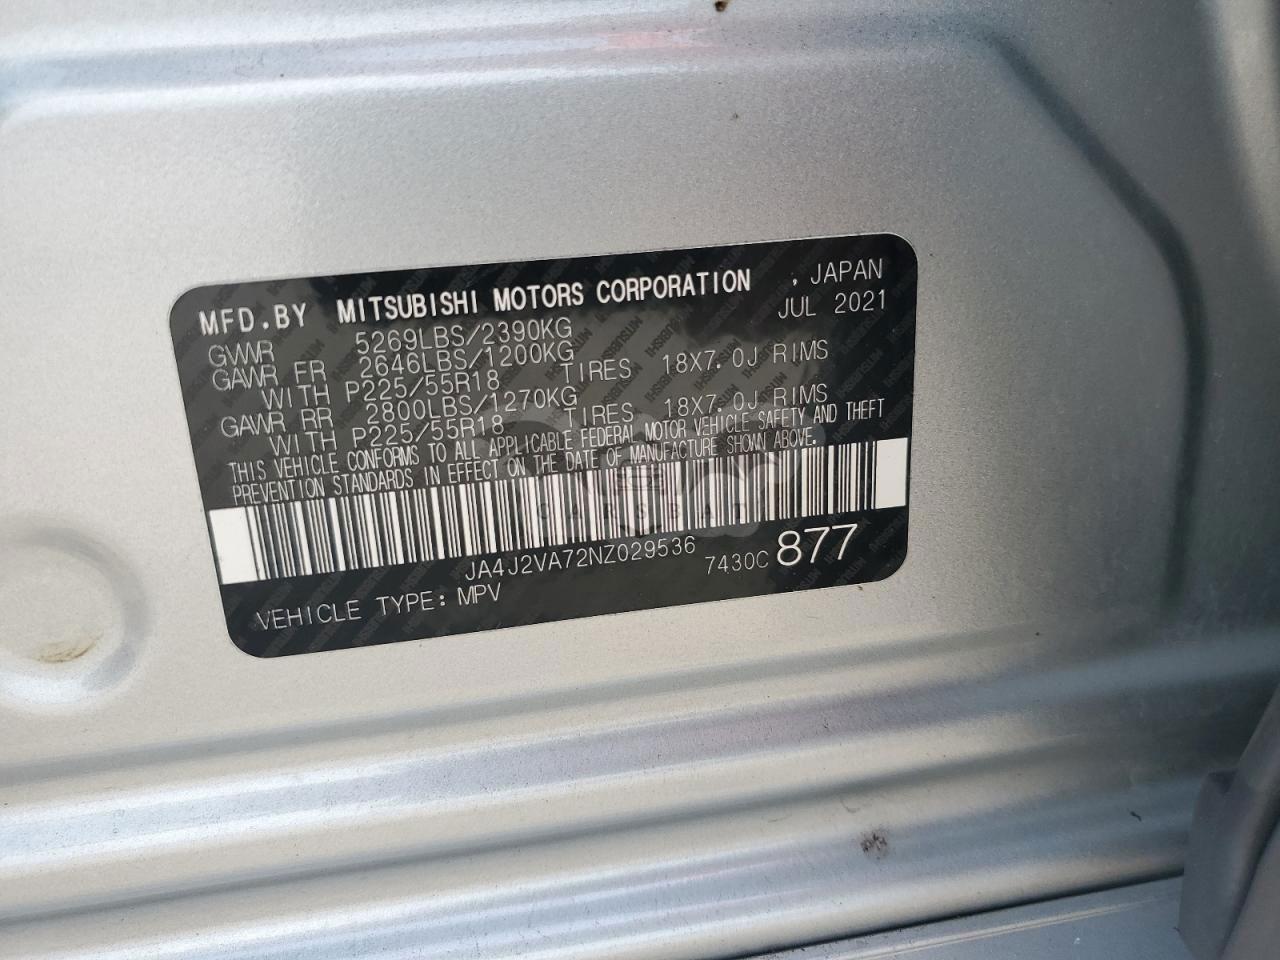 MFD.BY MITSUBISHI MOTORS CORPORATION , JAPAN
JUL 2021
GVWR 5269LBS/2390KG
GAWR FR 2646LBS/1200KG
WITH P225/55R18 TIRES 18X7.0J RIMS
GAWR RR 2800LBS/1270KG
WITH P225/55R18 TIRES 18X7.0J RIMS
THIS VEHICLE CONFORMS TO ALL APPLICABLE FEDERAL MOTOR VEHICLE SAFETY AND THEFT
PREVENTION STANDARDS IN EFFECT ON THE DATE OF MANUFACTURE SHOWN ABOVE.
JA4J2VA72NZ029536 7430C 877
VEHICLE TYPE: MPV